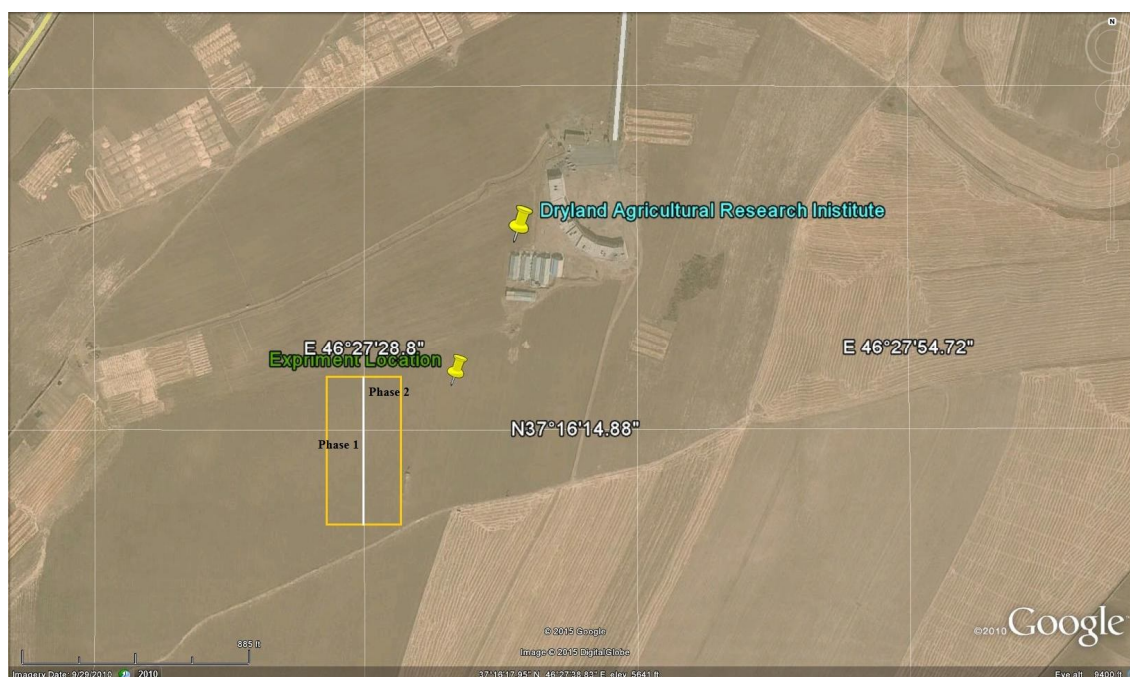 N
Dryland Agricultural Research Inistitute
E 46°27'28.8"
E 46°27'54.72"
Expriment Location
Phase 2
N37°16'14.88"
Phase 1
©2010 Google
© 2015 Google
885 ft
Image © 2015 DigitalGlobe
Imagery Date: 9/29/2010
2010
37°16'17.95" N 46°27'38.83" E elev 5641 ft
Eye alt 9400 ft